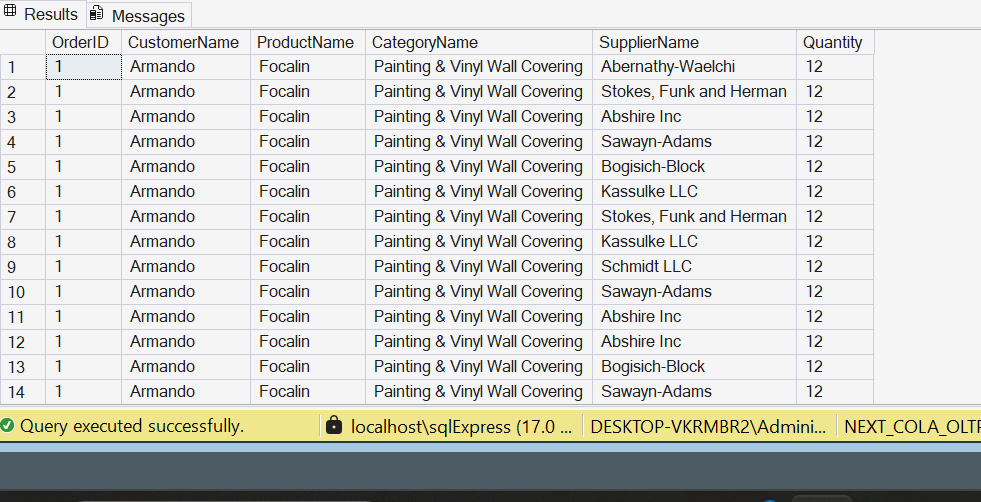 Results Messages
OrderID CustomerName ProductName CategoryName SupplierName Quantity
1 1 Armando Focalin Painting & Vinyl Wall Covering Abernathy-Waelchi 12
2 1 Armando Focalin Painting & Vinyl Wall Covering Stokes, Funk and Herman 12
3 1 Armando Focalin Painting & Vinyl Wall Covering Abshire Inc 12
4 1 Armando Focalin Painting & Vinyl Wall Covering Sawayn-Adams 12
5 1 Armando Focalin Painting & Vinyl Wall Covering Bogisich-Block 12
6 1 Armando Focalin Painting & Vinyl Wall Covering Kassulke LLC 12
7 1 Armando Focalin Painting & Vinyl Wall Covering Stokes, Funk and Herman 12
8 1 Armando Focalin Painting & Vinyl Wall Covering Kassulke LLC 12
9 1 Armando Focalin Painting & Vinyl Wall Covering Schmidt LLC 12
10 1 Armando Focalin Painting & Vinyl Wall Covering Sawayn-Adams 12
11 1 Armando Focalin Painting & Vinyl Wall Covering Abshire Inc 12
12 1 Armando Focalin Painting & Vinyl Wall Covering Abshire Inc 12
13 1 Armando Focalin Painting & Vinyl Wall Covering Bogisich-Block 12
14 1 Armando Focalin Painting & Vinyl Wall Covering Sawayn-Adams 12
Query executed successfully. localhost\sqlExpress (17.0 ... DESKTOP-VKRMBR2\Admini... NEXT_COLA_OLTP